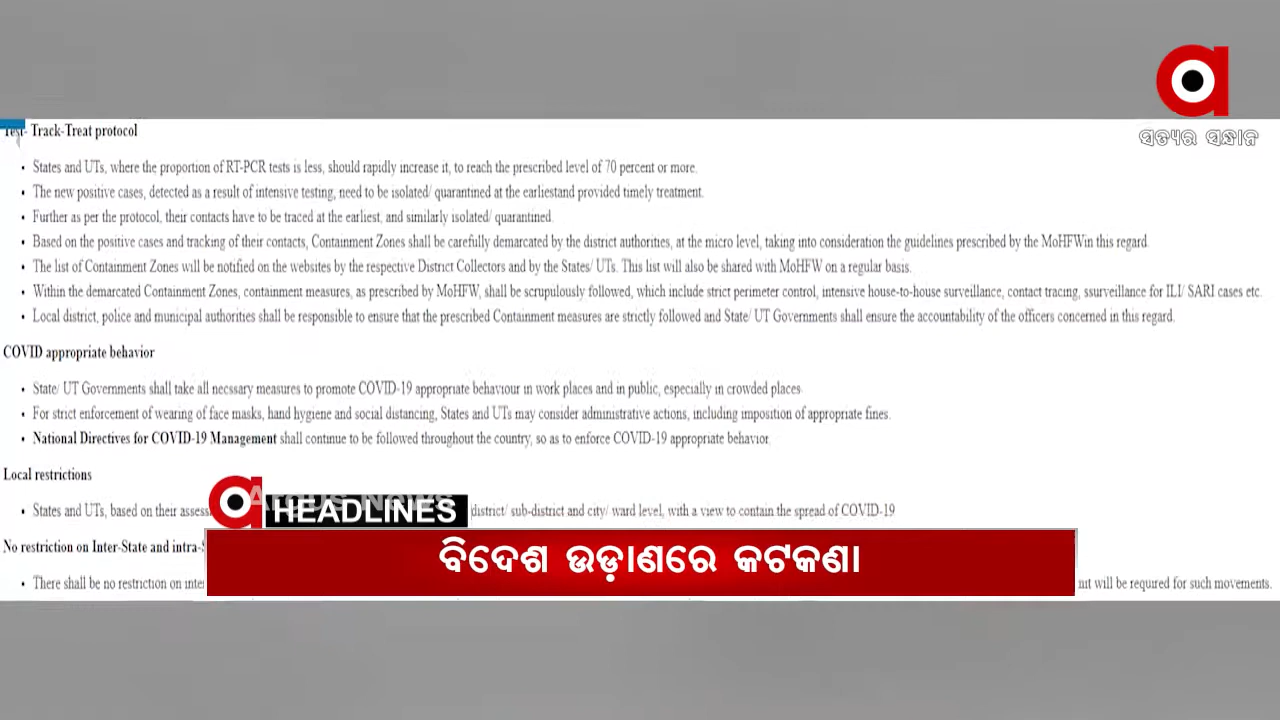 ସତ୍ୟର ସନ୍ଧାନ
Test- Track-Treat protocol
States and UTs, where the proportion of RT-PCR tests is less, should rapidly increase it, to reach the prescribed level of 70 percent or more.
The new positive cases, detected as a result of intensive testing, need to be isolated/ quarantined at the earliestand provided timely treatment.
Further as per the protocol, their contacts have to be traced at the earliest, and similarly isolated/ quarantined.
Based on the positive cases and tracking of their contacts, Containment Zones shall be carefully demarcated by the district authorities, at the micro level, taking into consideration the guidelines prescribed by the MoHFWin this regard.
The list of Containment Zones will be notified on the websites by the respective District Collectors and by the States/ UTs. This list will also be shared with MoHFW on a regular basis.
Within the demarcated Containment Zones, containment measures, as prescribed by MoHFW, shall be scrupulously followed, which include strict perimeter control, intensive house-to-house surveillance, contact tracing, ssurveillance for ILI/ SARI cases etc.
Local district, police and municipal authorities shall be responsible to ensure that the prescribed Containment measures are strictly followed and State/ UT Governments shall ensure the accountability of the officers concerned in this regard.
COVID appropriate behavior
State/ UT Governments shall take all necssary measures to promote COVID-19 appropriate behaviour in work places and in public, especially in crowded places.
For strict enforcement of wearing of face masks, hand hygiene and social distancing, States and UTs may consider administrative actions, including imposition of appropriate fines.
National Directives for COVID-19 Management shall continue to be followed throughout the country, so as to enforce COVID-19 appropriate behavior.
Local restrictions
States and UTs, based on their district/ sub-district and city/ ward level, with a view to contain the spread of COVID-19
Argus News
HEADLINES
No restriction on Inter-State and
ବିଦେଶ ଉଡ଼ାଣରେ କଟକଣା
There shall be no restriction on will be requred for such movements.